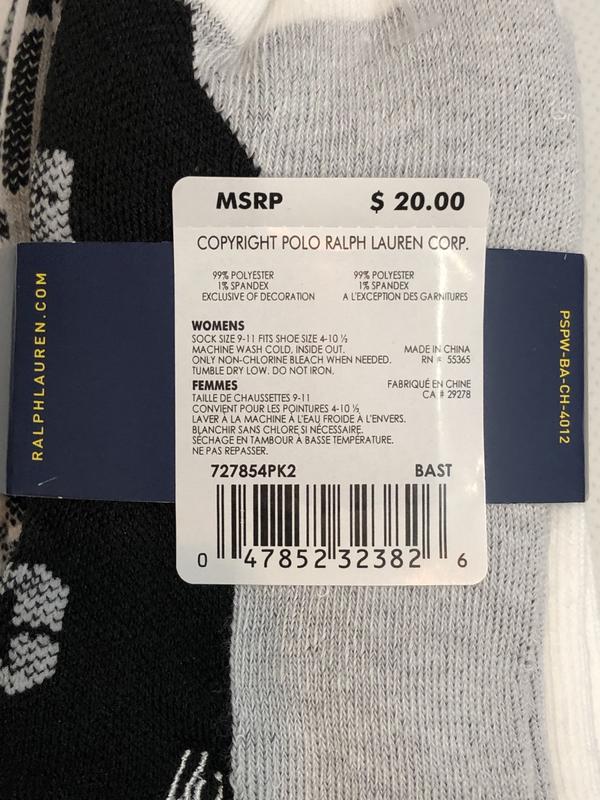 MSRP $ 20.00
COPYRIGHT POLO RALPH LAUREN CORP.
99% POLYESTER
1% SPANDEX
EXCLUSIVE OF DECORATION
99% POLYESTER
1% SPANDEX
A L'EXCEPTION DES GARNITURES
WOMENS
SOCK SIZE 9-11 FITS SHOE SIZE 4-10 ½
MACHINE WASH COLD, INSIDE OUT.
ONLY NON-CHLORINE BLEACH WHEN NEEDED.
TUMBLE DRY LOW. DO NOT IRON.
MADE IN CHINA
RN # 55365
FEMMES
TAILLE DE CHAUSSETTES 9-11
CONVIENT POUR LES POINTURES 4-10 ½
LAVER À LA MACHINE À L'EAU FROIDE À L'ENVERS.
BLANCHIR SANS CHLORE SI NÉCESSAIRE.
SÉCHAGE EN TAMBOUR À BASSE TEMPÉRATURE.
NE PAS REPASSER.
FABRIQUÉ EN CHINE
CA # 29278
727854PK2 BAST
0 47852 32382 6
RALPHLAUREN.COM
PSPW-BA-CH-4012